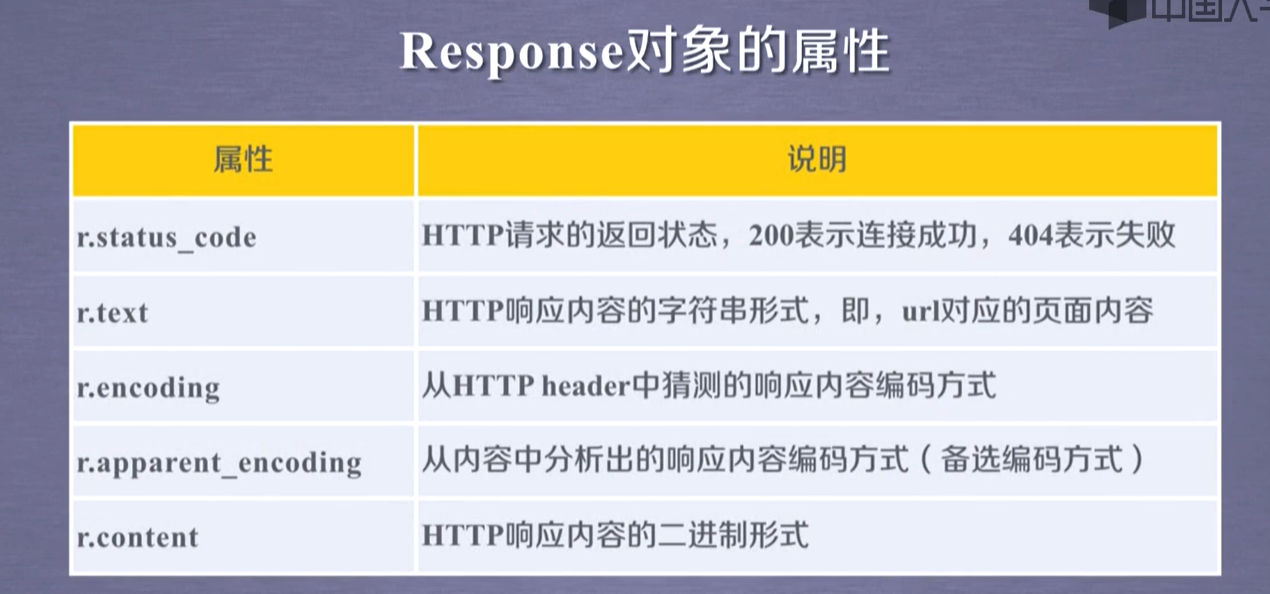 中国大
Response对象的属性
属性 说明
r.status_code HTTP请求的返回状态，200表示连接成功，404表示失败
r.text HTTP响应内容的字符串形式，即，url对应的页面内容
r.encoding 从HTTP header中猜测的响应内容编码方式
r.apparent_encoding 从内容中分析出的响应内容编码方式（备选编码方式）
r.content HTTP响应内容的二进制形式